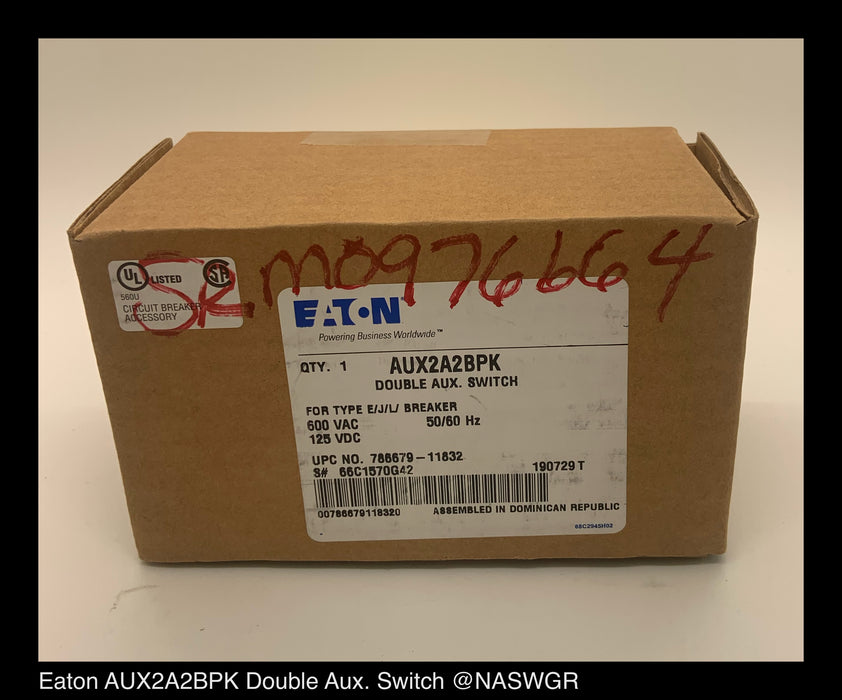 UL LISTED SA
560U
CIRCUIT BREAKER
ACCESSORY
M0976664
EATON
Powering Business Worldwide™
QTY. 1 AUX2A2BPK
DOUBLE AUX. SWITCH
FOR TYPE E/J/L/ BREAKER
600 VAC 50/60 Hz
125 VDC
UPC NO. 786679-11832
S# 66C1570G42 190729 T
00786679118320 ASSEMBLED IN DOMINICAN REPUBLIC
68C2945H02
Eaton AUX2A2BPK Double Aux. Switch @NASWGR